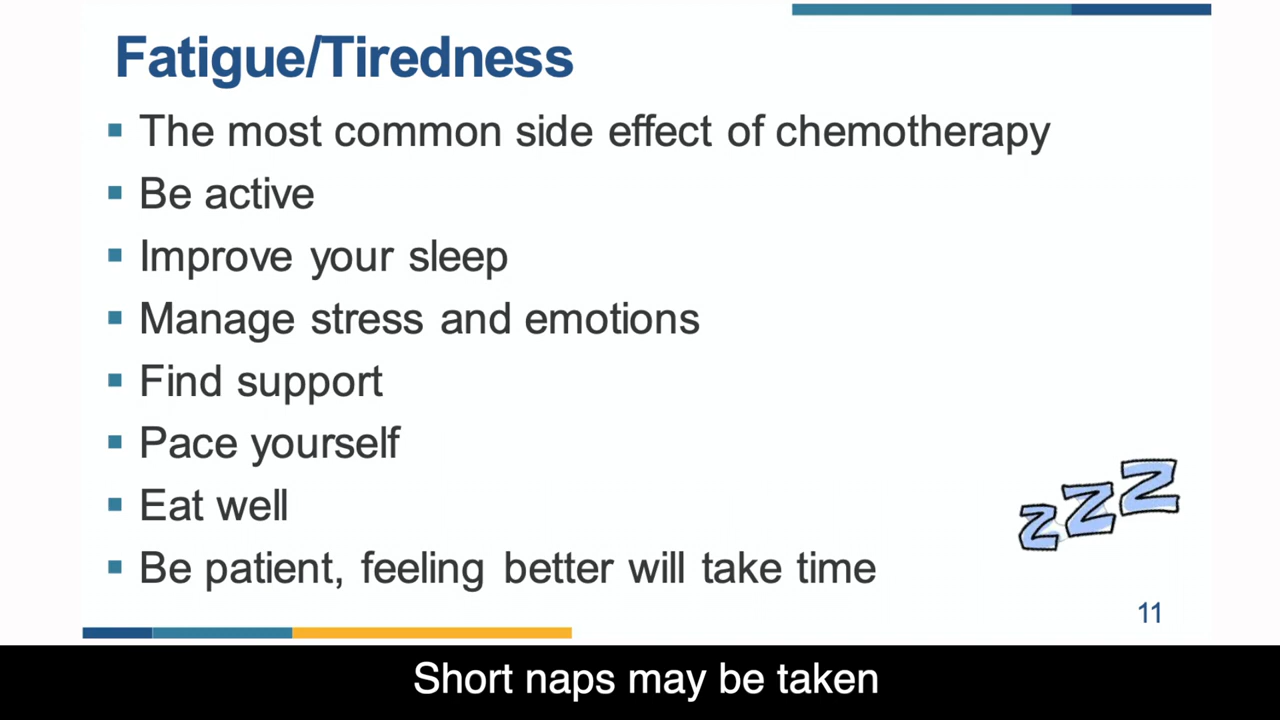 Fatigue/Tiredness
▪ The most common side effect of chemotherapy
▪ Be active
▪ Improve your sleep
▪ Manage stress and emotions
▪ Find support
▪ Pace yourself
▪ Eat well
▪ Be patient, feeling better will take time
zzz
11
Short naps may be taken